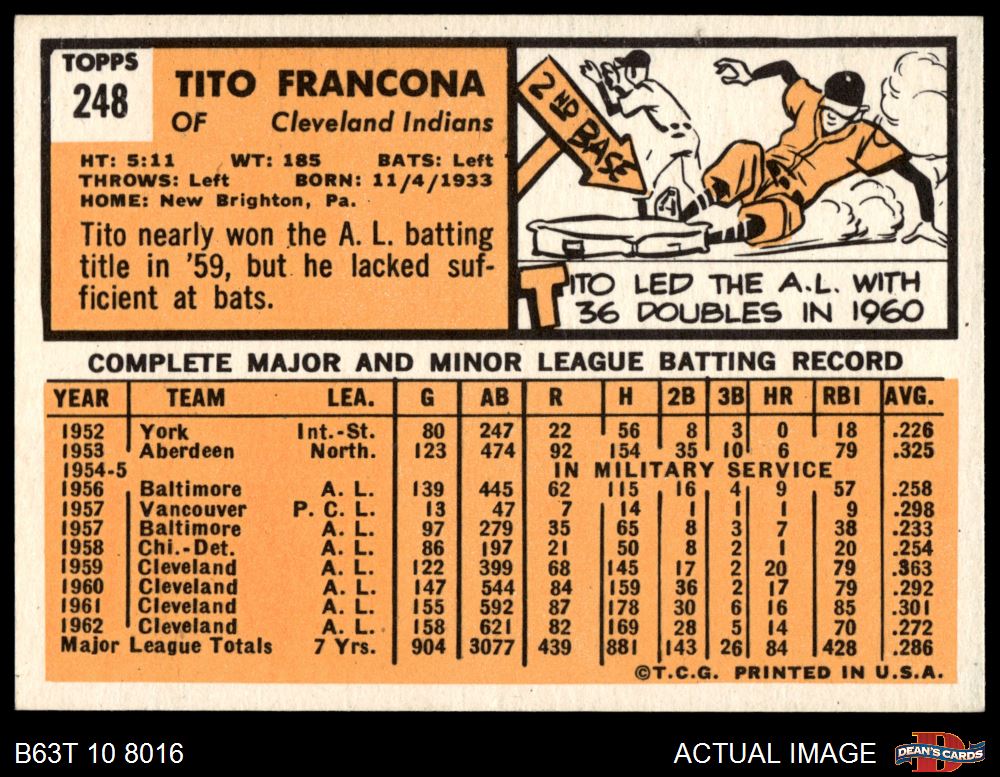 TOPPS
248
TITO FRANCONA
OF Cleveland Indians
HT: 5:11 WT: 185 BATS: Left
THROWS: Left BORN: 11/4/1933
HOME: New Brighton, Pa.
Tito nearly won the A. L. batting
title in '59, but he lacked suf-
ficient at bats.
2ND BASE
TITO LED THE A.L. WITH
36 DOUBLES IN 1960
COMPLETE MAJOR AND MINOR LEAGUE BATTING RECORD
YEAR TEAM LEA. G AB R H 2B 3B HR RBI AVG.
1952 York Int.-St. 80 247 22 56 8 3 0 18 .226
1953 Aberdeen North. 123 474 92 154 35 10 6 79 .325
1954-5 IN MILITARY SERVICE
1956 Baltimore A. L. 139 445 62 115 16 4 9 57 .258
1957 Vancouver P. C. L. 13 47 7 14 1 1 1 9 .298
1957 Baltimore A. L. 97 279 35 65 8 3 7 38 .233
1958 Chi.-Det. A. L. 86 197 21 50 8 2 1 20 .254
1959 Cleveland A. L. 122 399 68 145 17 2 20 79 .363
1960 Cleveland A. L. 147 544 84 159 36 2 17 79 .292
1961 Cleveland A. L. 155 592 87 178 30 6 16 85 .301
1962 Cleveland A. L. 158 621 82 169 28 5 14 70 .272
Major League Totals 7 Yrs. 904 3077 439 881 143 26 84 428 .286
©T.C.G. PRINTED IN U.S.A.
B63T 10 8016
ACTUAL IMAGE
DEAN'S CARDS